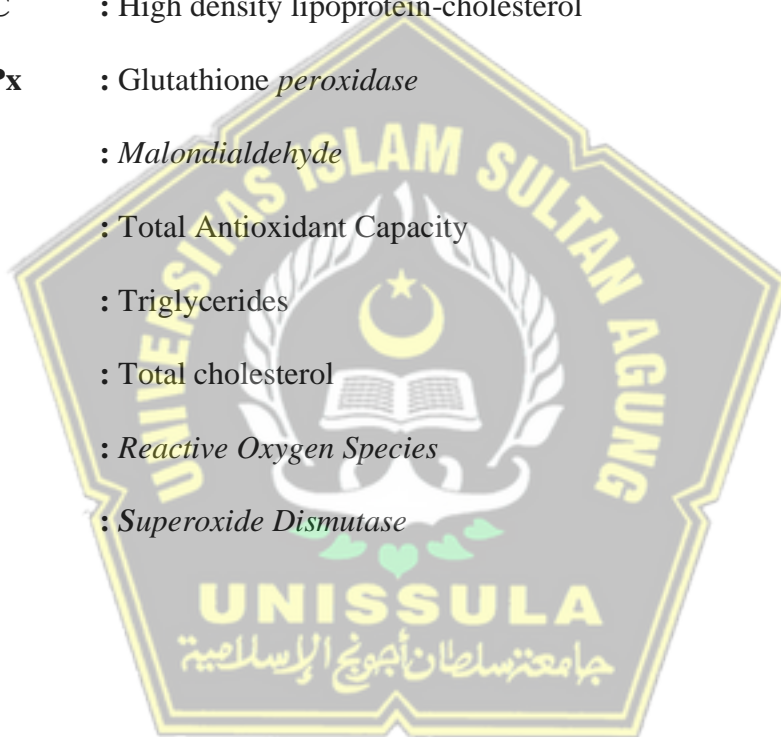 C : High density lipoprotein-cholesterol
Px : Glutathione peroxidase
: Malondialdehyde
: Total Antioxidant Capacity
: Triglycerides
: Total cholesterol
: Reactive Oxygen Species
: Superoxide Dismutase
UNIVERSITAS ISLAM SULTAN AGUNG
UNISSULA
جامعة سلطان أجونج الإسلامية